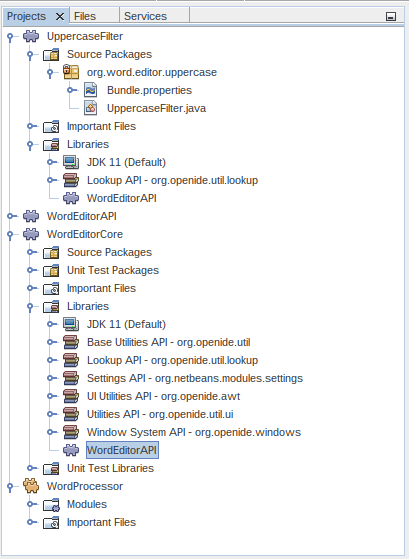 Projects Files Services
UppercaseFilter
Source Packages
org.word.editor.uppercase
Bundle.properties
UppercaseFilter.java
Important Files
Libraries
JDK 11 (Default)
Lookup API - org.openide.util.lookup
WordEditorAPI
WordEditorAPI
WordEditorCore
Source Packages
Unit Test Packages
Important Files
Libraries
JDK 11 (Default)
Base Utilities API - org.openide.util
Lookup API - org.openide.util.lookup
Settings API - org.netbeans.modules.settings
UI Utilities API - org.openide.awt
Utilities API - org.openide.util.ui
Window System API - org.openide.windows
WordEditorAPI
Unit Test Libraries
WordProcessor
Modules
Important Files